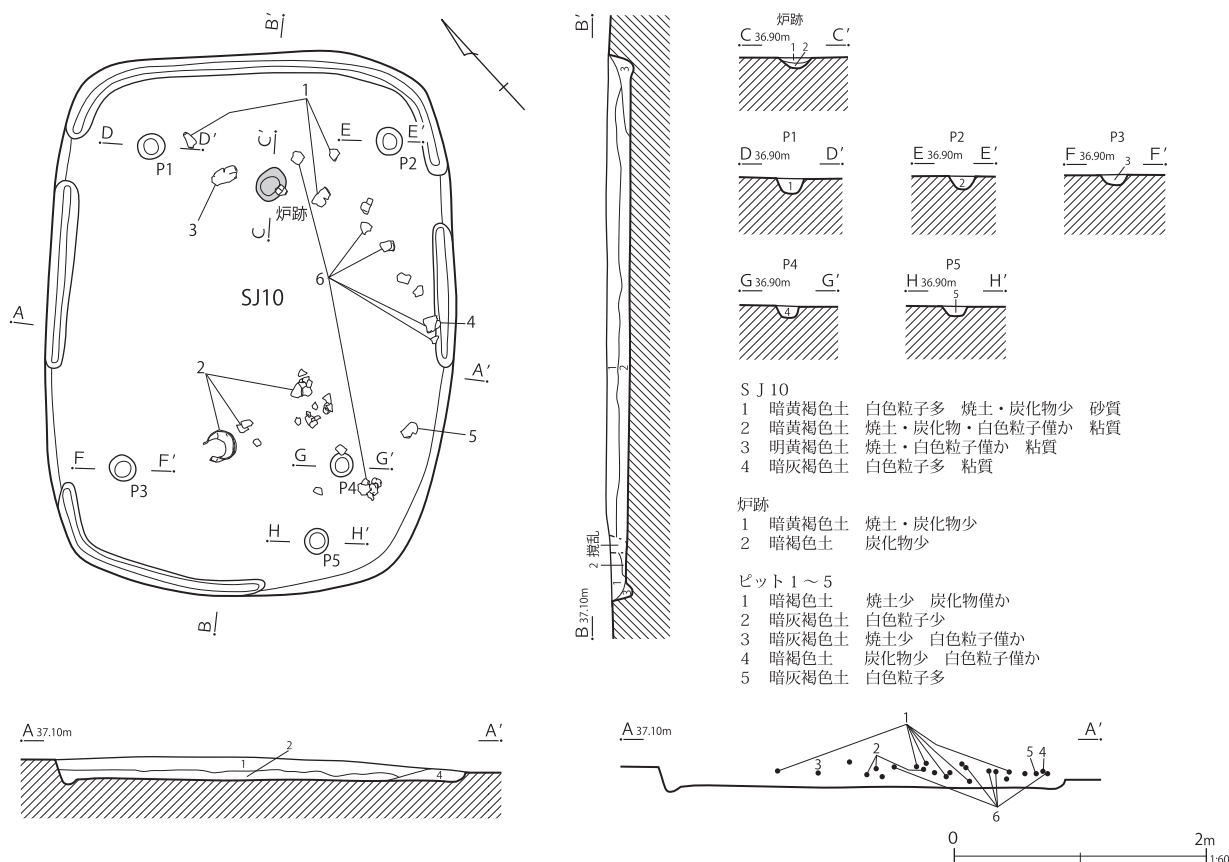 B B′
1
D D′ C′ E E′
P1 P2
炉跡
3 C
6
SJ10
A
4
2 A′
5
F F′ G G′
P3 P4
H H′
P5
B
B′
3
1 2
撹乱
2
1
3
B 37.10m
炉跡
C 36.90m C′
1 2
P1
D 36.90m D′
1
P2
E 36.90m E′
2
P3
F 36.90m F′
3
P4
G 36.90m G′
4
P5
H 36.90m H′
5
ＳＪ10
1 暗黄褐色土 白色粒子多 焼土・炭化物少 砂質
2 暗黄褐色土 焼土・炭化物・白色粒子僅か 粘質
3 明黄褐色土 焼土・白色粒子僅か 粘質
4 暗灰褐色土 白色粒子多 粘質
炉跡
1 暗黄褐色土 焼土・炭化物少
2 暗褐色土 炭化物少
ピット１〜５
1 暗褐色土 焼土少 炭化物僅か
2 暗灰褐色土 白色粒子少
3 暗灰褐色土 焼土少 白色粒子僅か
4 暗褐色土 炭化物少 白色粒子僅か
5 暗灰褐色土 白色粒子多
A 37.10m A′
2
1
4
A 37.10m A′
1
2 5 4
3
6
0 2m
1:60